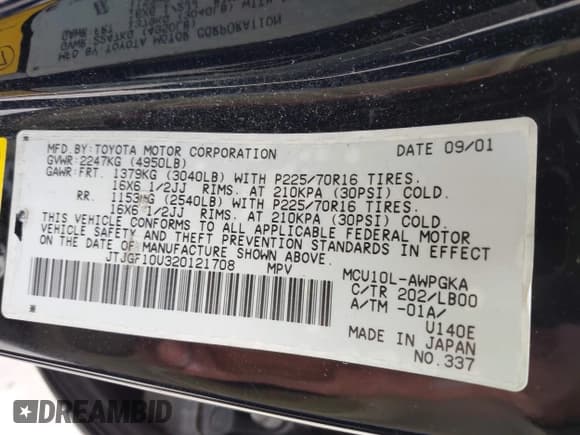 MFD.BY:TOYOTA MOTOR CORPORATION DATE 09/01
GVWR:2247KG (4950LB)
GAWR:FRT. 1379KG (3040LB) WITH P225/70R16 TIRES.
16X6 1/2JJ RIMS. AT 210KPA (30PSI) COLD.
RR. 1153KG (2540LB) WITH P225/70R16 TIRES.
16X6 1/2JJ RIMS. AT 210KPA (30PSI) COLD.
THIS VEHICLE CONFORMS TO ALL APPLICABLE FEDERAL MOTOR
VEHICLE SAFETY AND THEFT PREVENTION STANDARDS IN EFFECT
ON THE DATE OF MANUFACTURE SHOWN ABOVE.
JTJGF10U320121708 MPV
MCU10L-AWPGKA
C/TR 202/LB00
A/TM -01A/
U140E
MADE IN JAPAN
NO.337
DREAMBID